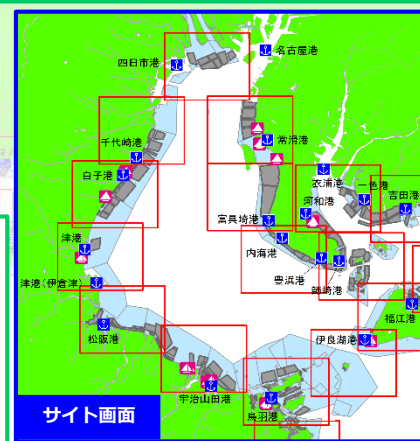 四日市港
名古屋港
千代崎港
常滑港
白子港
衣浦港
一色港
河和港
吉田港
富具埼港
津港
内海港
豊浜港
師崎港
津港(伊倉津)
福江港
松阪港
伊良湖港
宇治山田港
鳥羽港
サイト画面